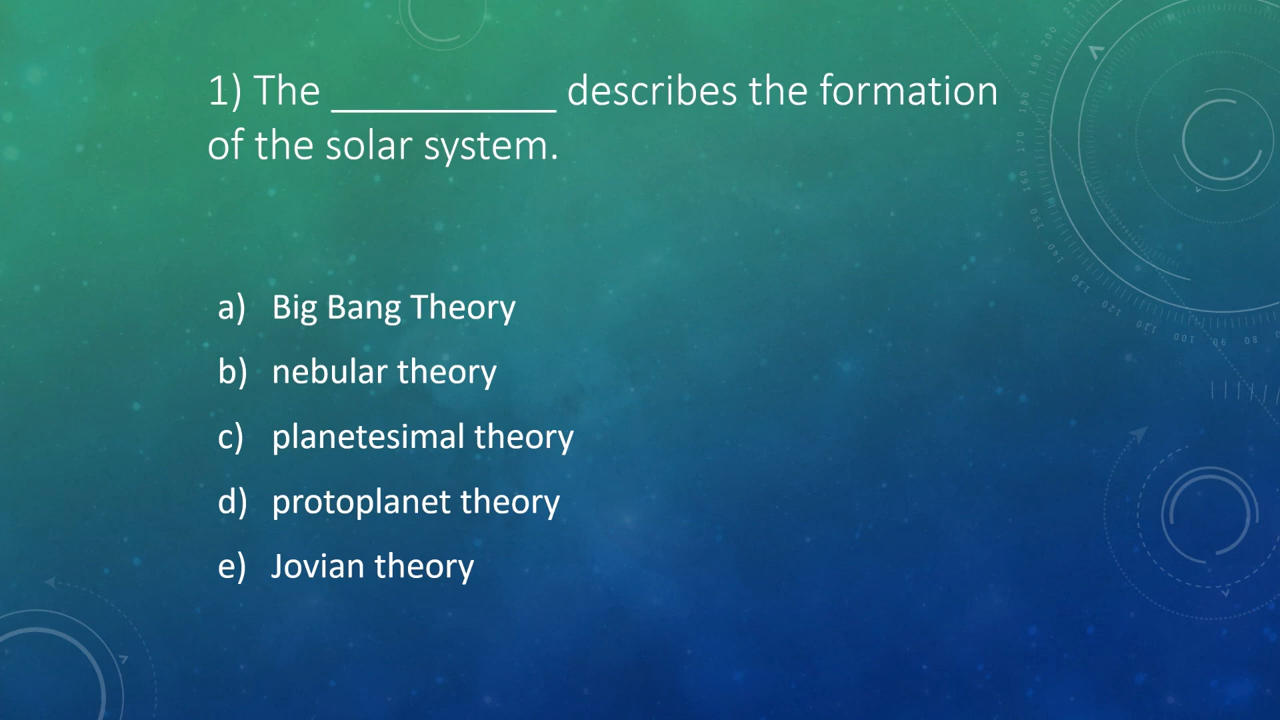 1) The __________ describes the formation
of the solar system.
a) Big Bang Theory
b) nebular theory
c) planetesimal theory
d) protoplanet theory
e) Jovian theory